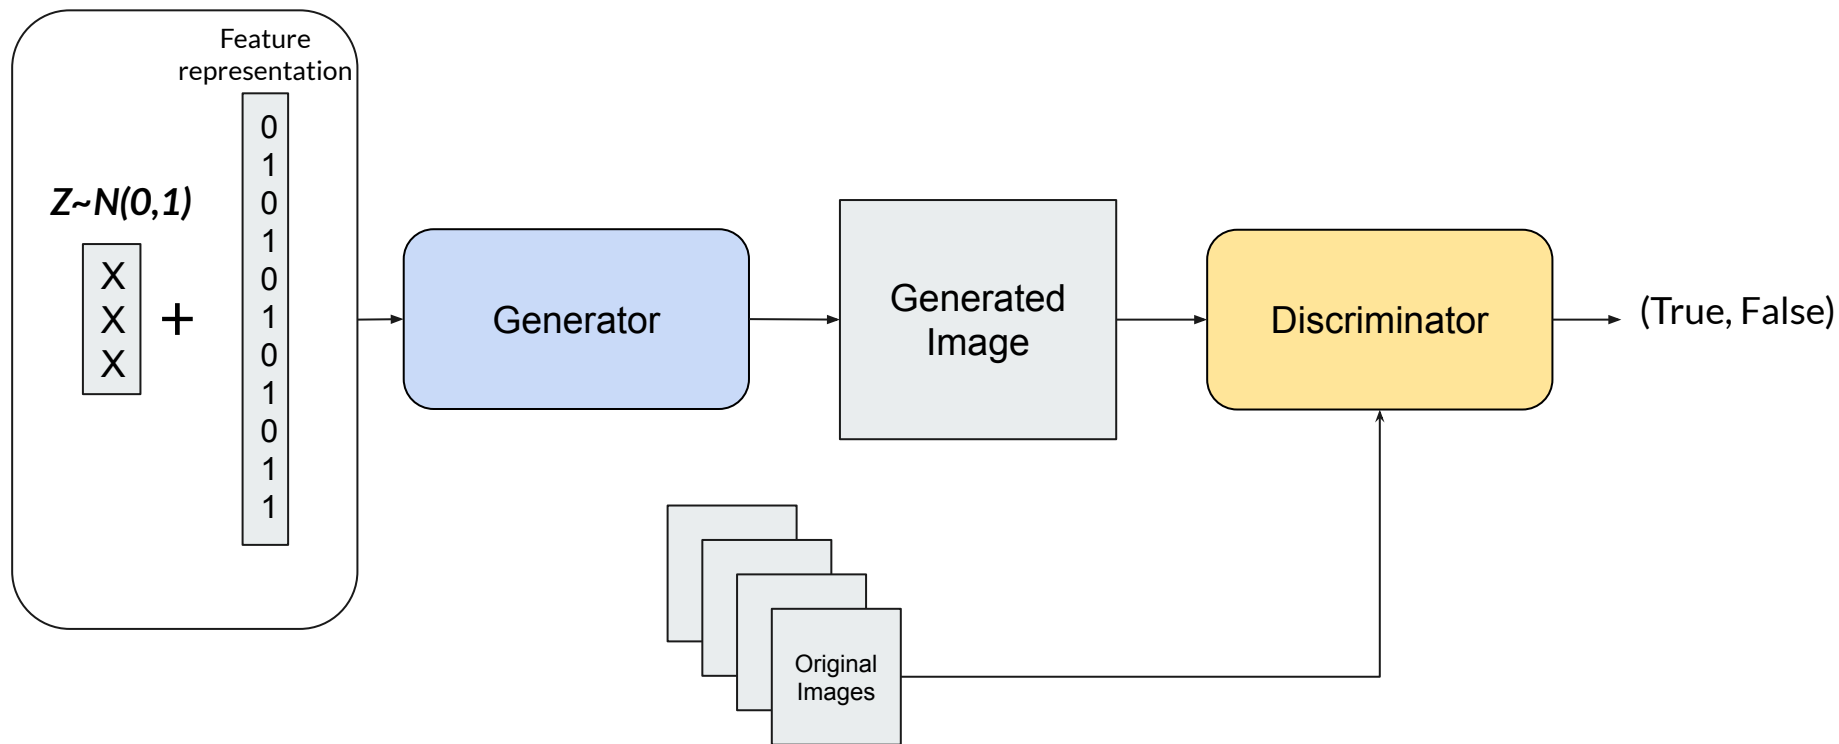 Feature
representation
0
1
0
1
0
1
0
1
0
1
1
Z~N(0,1)
X
X
X
+
Generator
Generated
Image
Discriminator
(True, False)
Original
Images